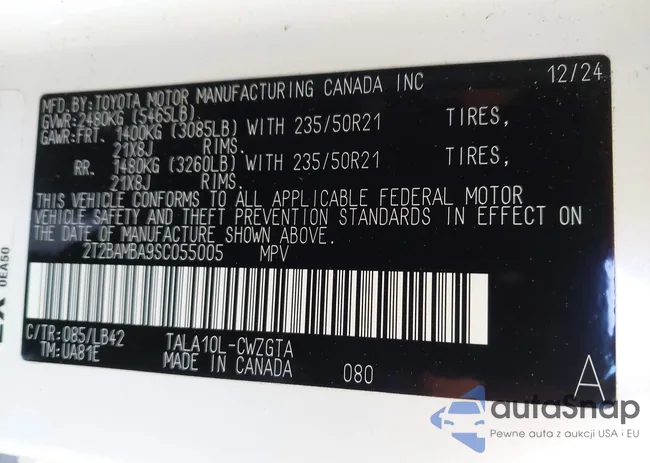 MFD.BY:TOYOTA MOTOR MANUFACTURING CANADA INC 12/24
GVWR:2480KG (5465LB)
GAWR:FRT. 1400KG (3085LB) WITH 235/50R21 TIRES,
21X8J RIMS.
RR. 1480KG (3260LB) WITH 235/50R21 TIRES,
21X8J RIMS.
THIS VEHICLE CONFORMS TO ALL APPLICABLE FEDERAL MOTOR
VEHICLE SAFETY AND THEFT PREVENTION STANDARDS IN EFFECT ON
THE DATE OF MANUFACTURE SHOWN ABOVE.
2T2BAMBA9SC055005 MPV
C/TR:085/LB42 TALA10L-CWZGTA
TM:UA81E MADE IN CANADA 080
A
0EA50
autaSnap
Pewne auta z aukcji USA i EU